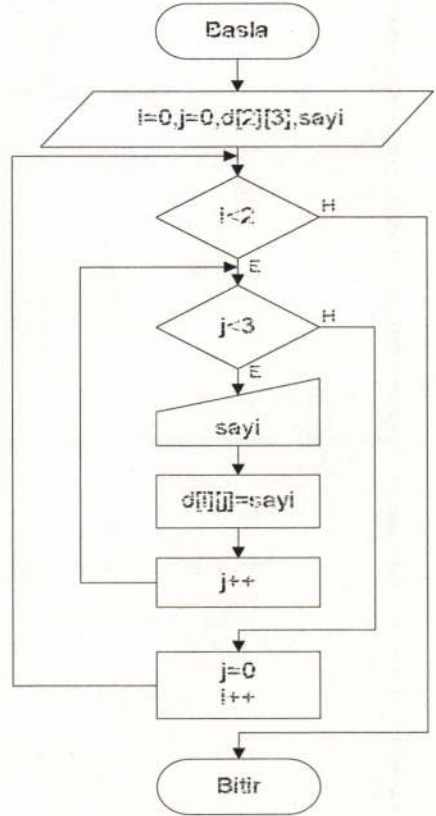 Basla
i=0,j=0,d[2][3],sayi
i<2
H
E
j<3
H
E
sayi
d[i][j]=sayi
j++
j=0
i++
Bitir